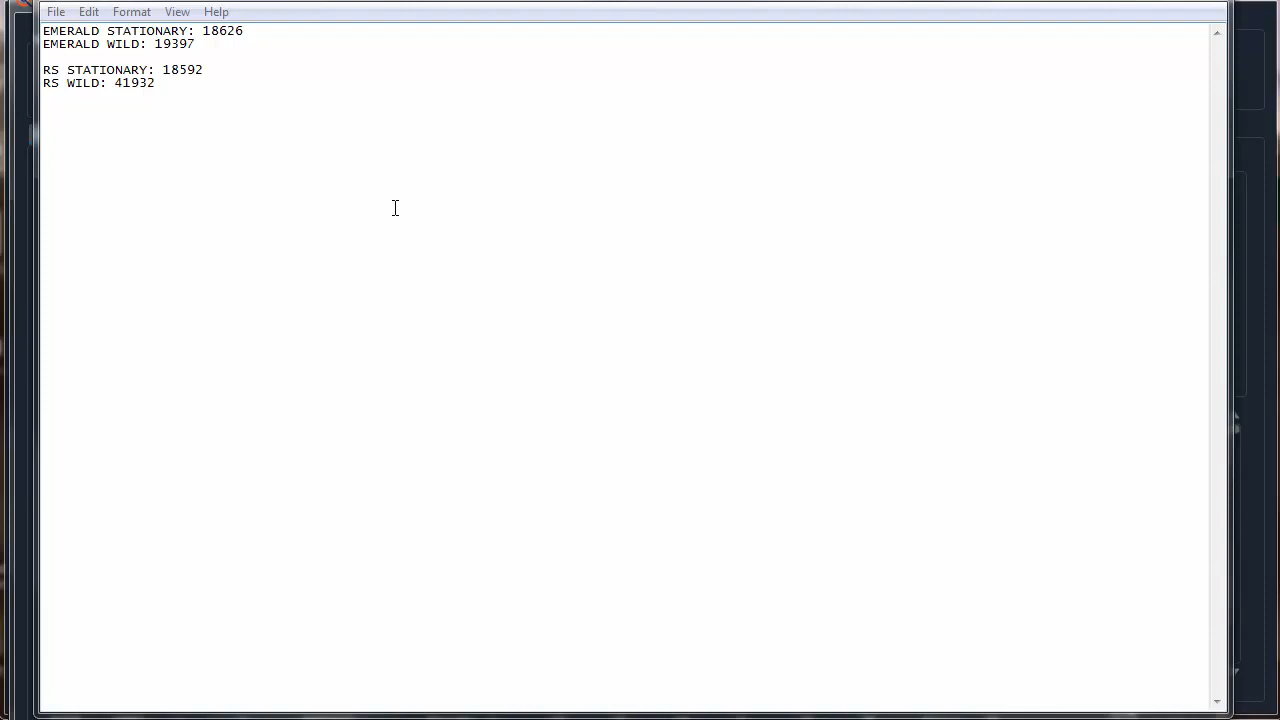 File Edit Format View Help
EMERALD STATIONARY: 18626
EMERALD WILD: 19397
RS STATIONARY: 18592
RS WILD: 41932